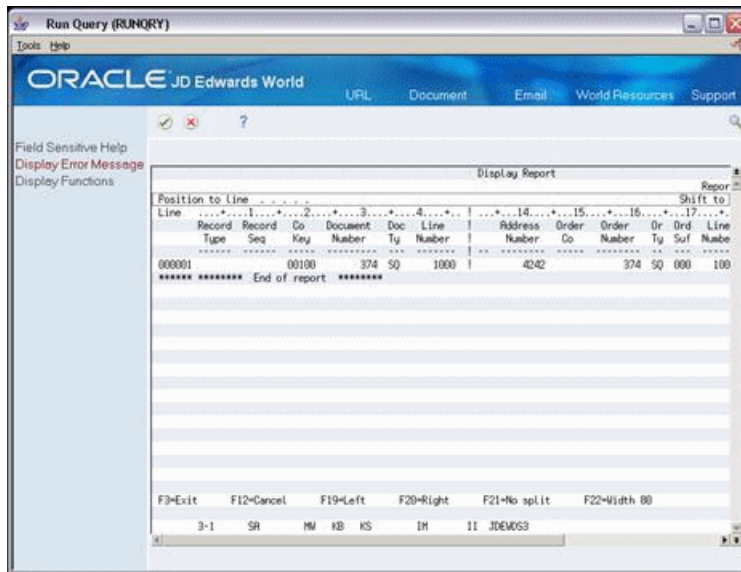 Run Query (RUNQRY)
Tools Help
ORACLE JD Edwards World
URL Document Email World Resources Support
?
Field Sensitive Help
Display Error Message
Display Functions
Display Report
Repor
Position to line . . . . . Shift to
Line ....+....1....+....2....+....3....+....4....+.. ! ...+...14....+...15....+...16....+...17....+.
Record Record Co Document Doc Line ! Address Order Order Or Ord Line
Type Seq Key Number Ty Number ! Number Co Number Ty Suf Numbe
000001 00100 374 SQ 1000 ! 4242 374 SQ 000 100
****** ******** End of report ********
F3=Exit F12=Cancel F19=Left F20=Right F21=No split F22=Width 80
3-1 SA MW KB KS IM II JDEWDS3